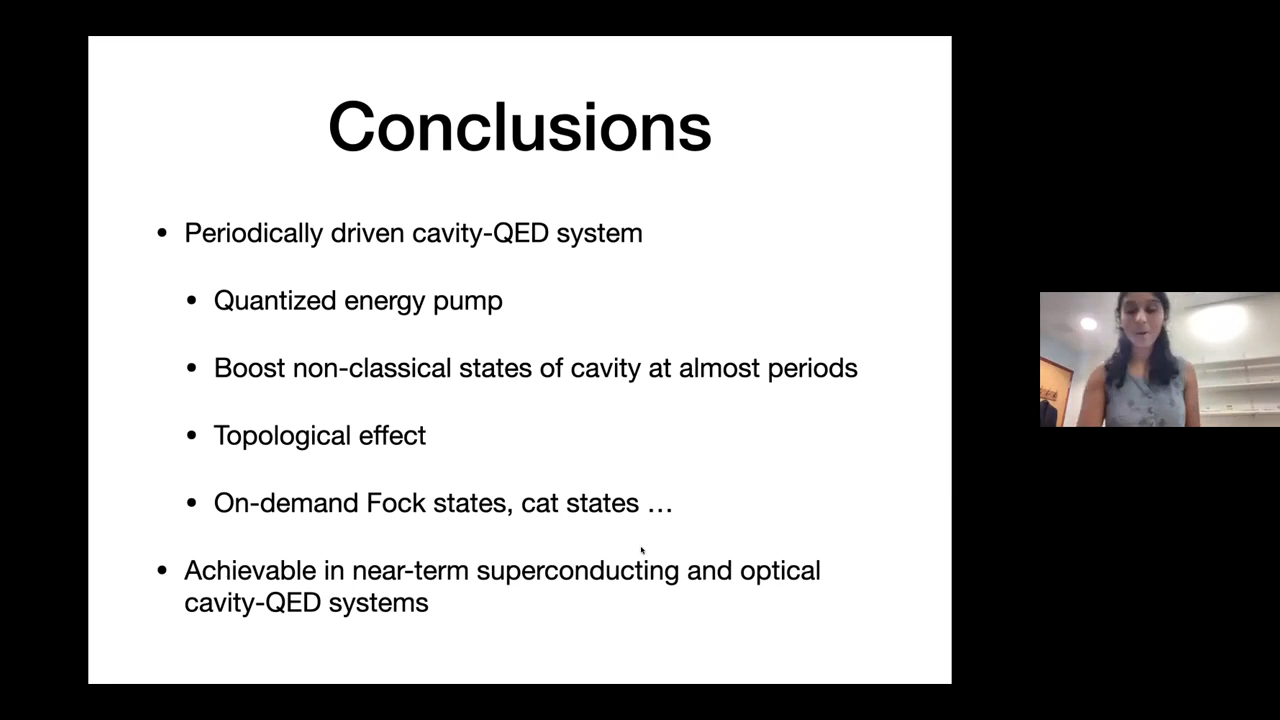 Conclusions
• Periodically driven cavity-QED system
• Quantized energy pump
• Boost non-classical states of cavity at almost periods
• Topological effect
• On-demand Fock states, cat states …
• Achievable in near-term superconducting and optical
cavity-QED systems